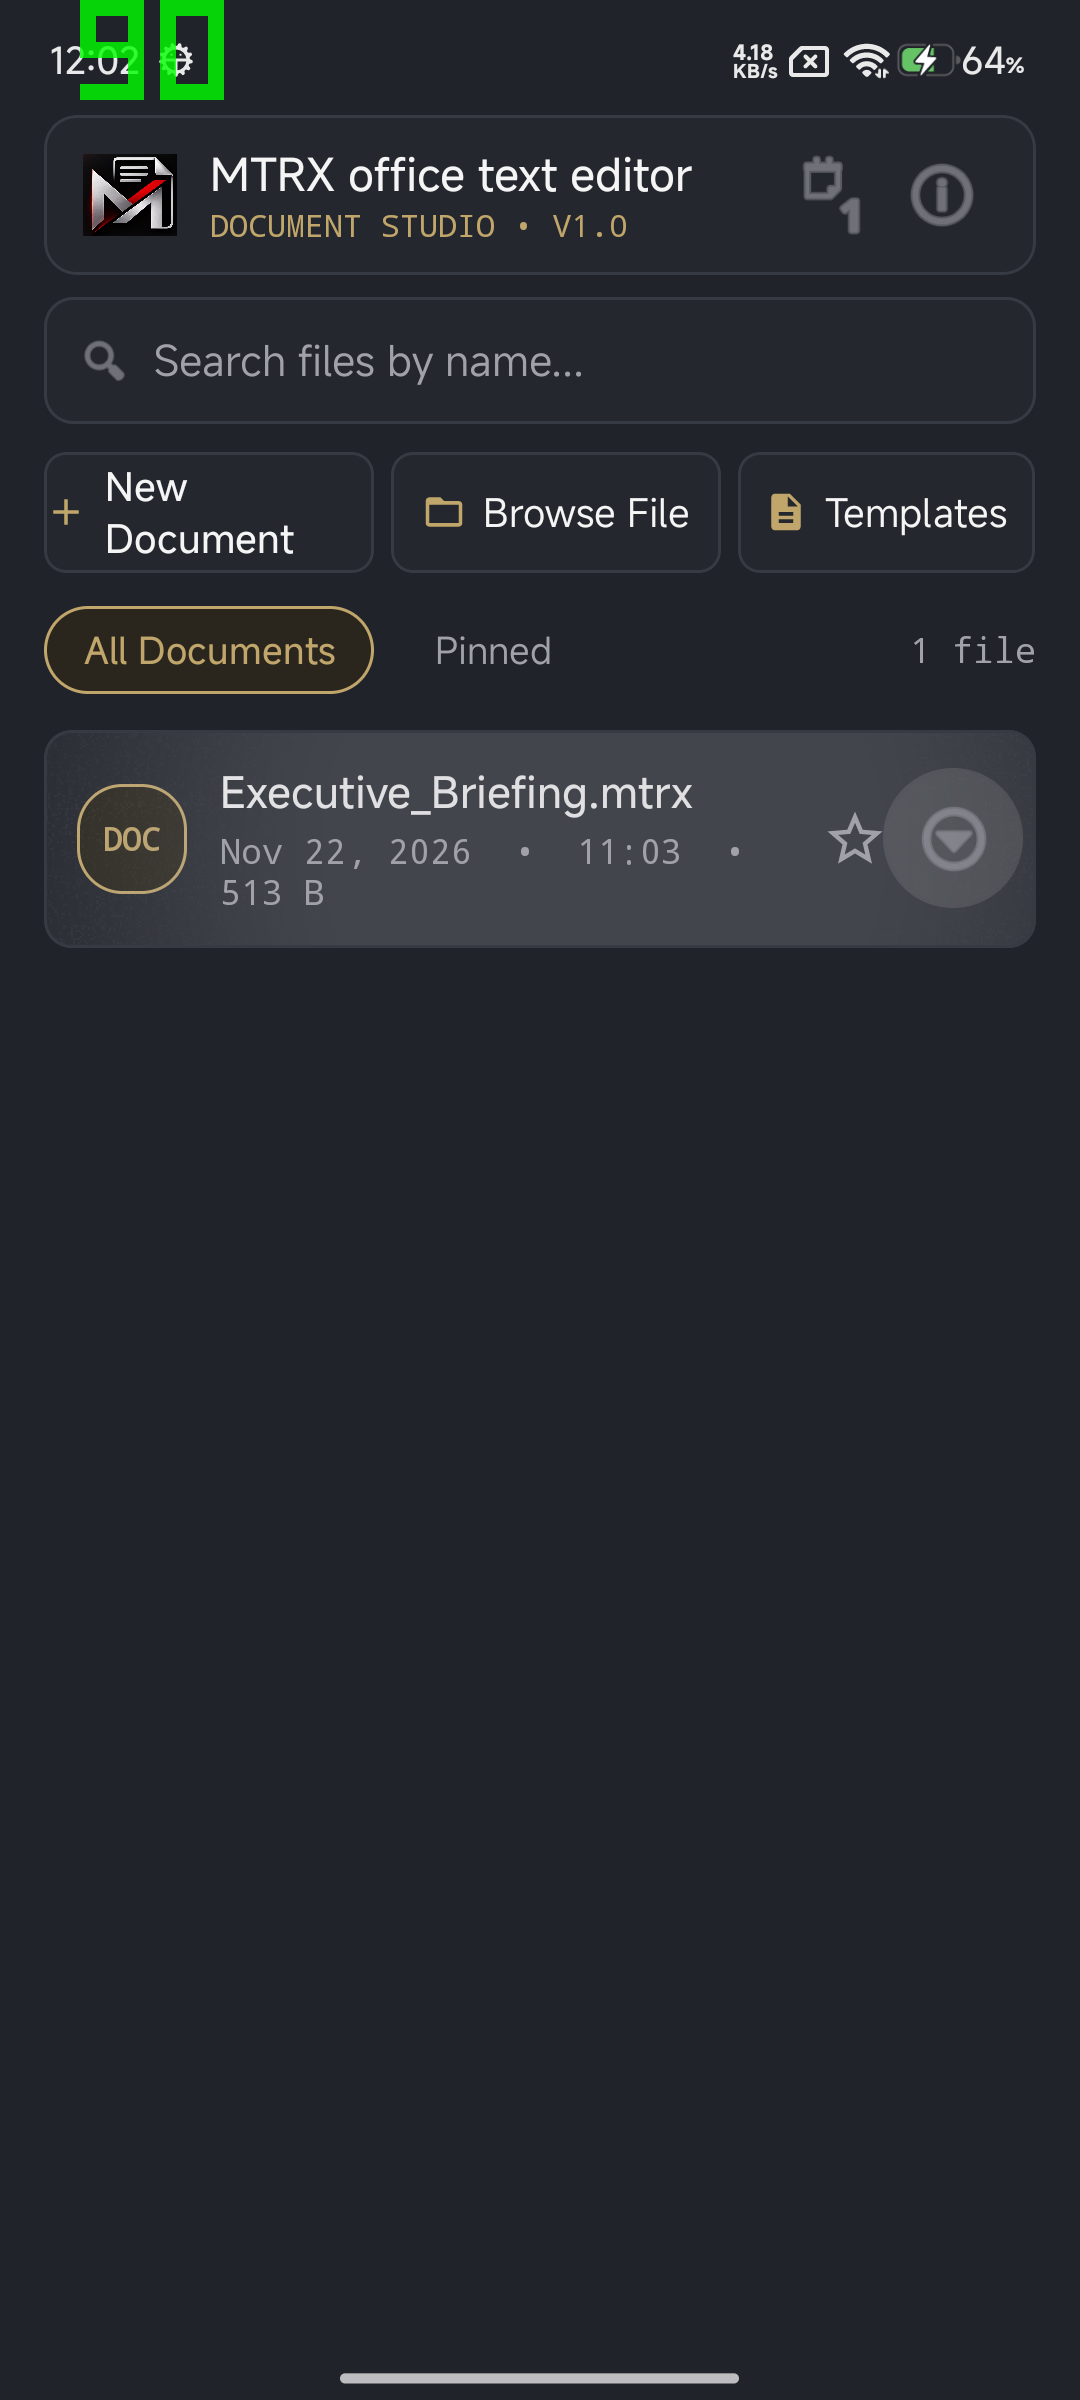 12:02
90
4.18
KB/s
64%
MTRX office text editor
DOCUMENT STUDIO • V1.0
1
Search files by name...
New
Document
Browse File
Templates
All Documents
Pinned
1 file
DOC
Executive_Briefing.mtrx
Nov 22, 2026 • 11:03 •
513 B